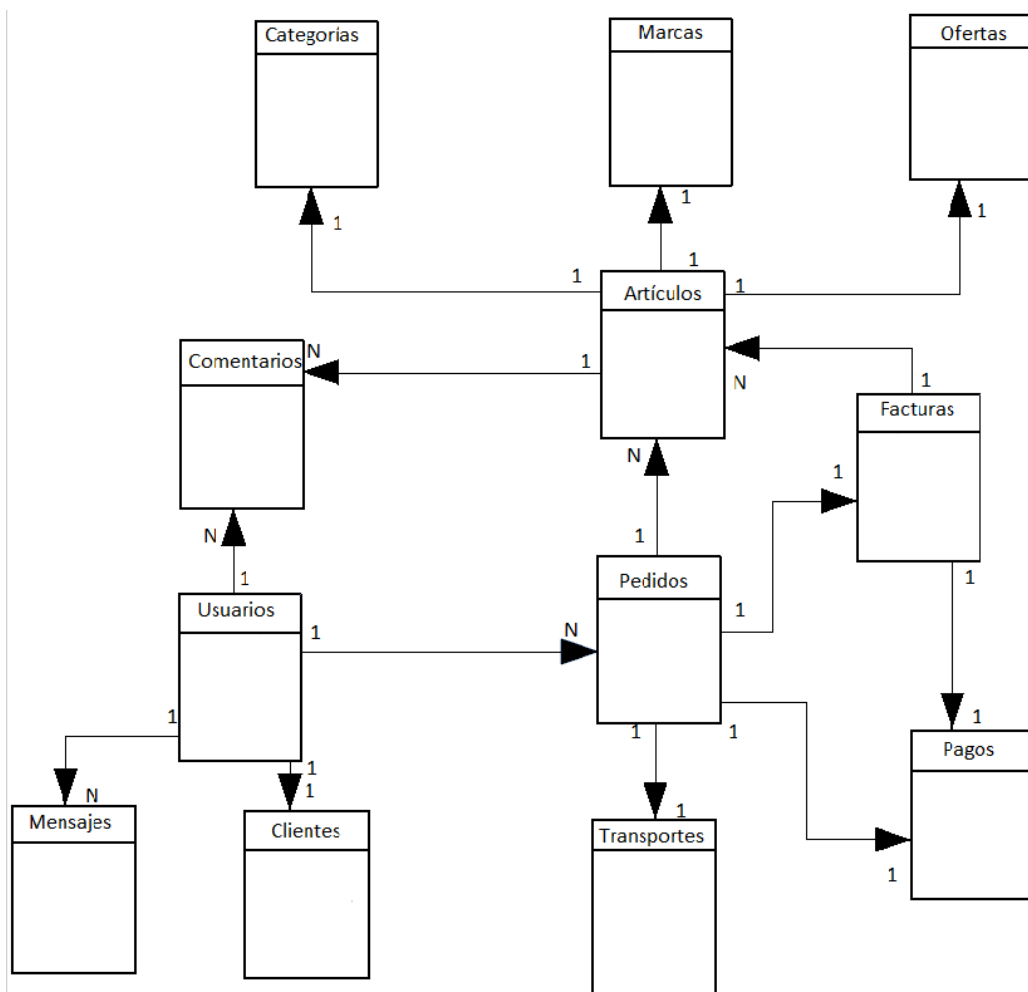 Categorías
Marcas
Ofertas
1
1
1
1
1
1
Artículos
Comentarios
N
1
N
1
Facturas
N
1
N
1
1
Usuarios
1
N
Pedidos
1
1
1
1
N
1
1
1
1
1
1
Pagos
Mensajes
Clientes
Transportes
1